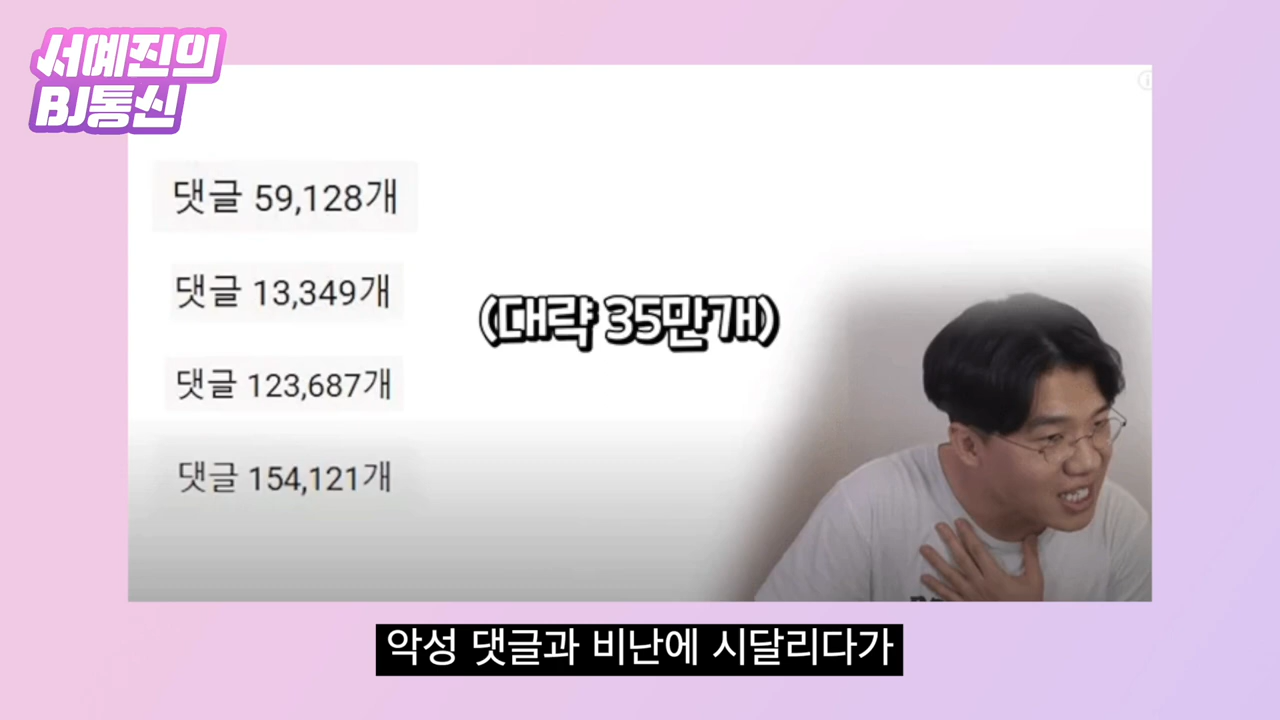 서예진의
BJ통신
댓글 59,128개
댓글 13,349개
(대략 35만개)
댓글 123,687개
댓글 154,121개
악성 댓글과 비난에 시달리다가